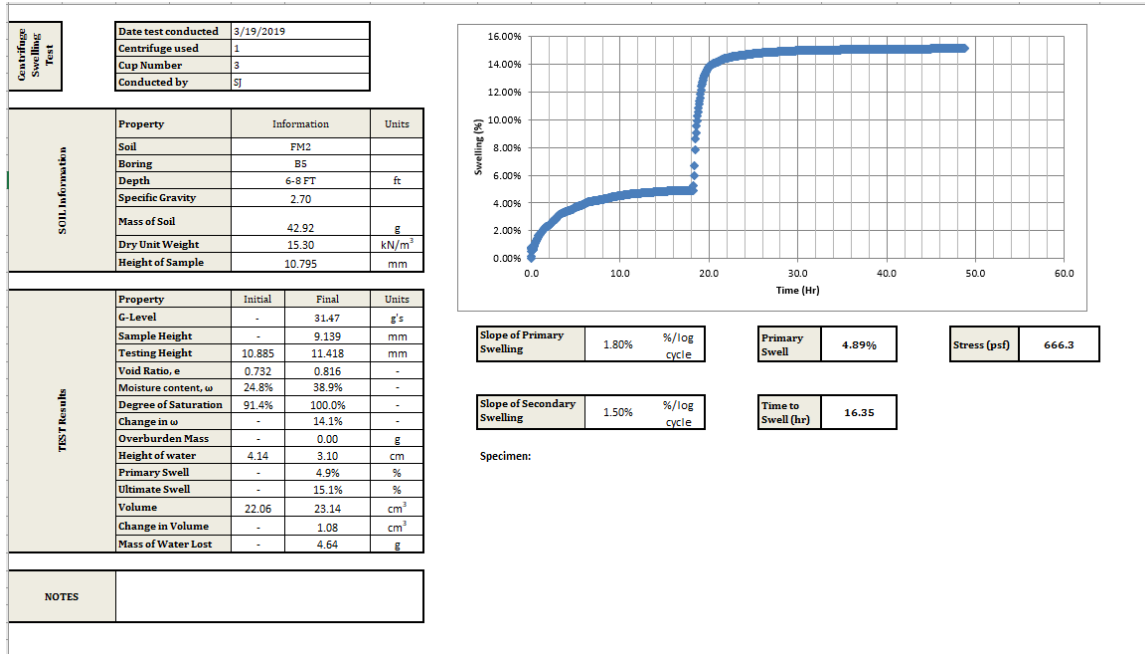 Centrifuge Swelling Test
Date test conducted 3/19/2019
Centrifuge used 1
Cup Number 3
Conducted by SJ
SOIL Information
Property Information Units
Soil FM2
Boring B5
Depth 6-8 FT ft
Specific Gravity 2.70
Mass of Soil 42.92 g
Dry Unit Weight 15.30 kN/m³
Height of Sample 10.795 mm
TEST Results
Property Initial Final Units
G-Level - 31.47 g's
Sample Height - 9.139 mm
Testing Height 10.885 11.418 mm
Void Ratio, e 0.732 0.816 -
Moisture content, ω 24.8% 38.9% -
Degree of Saturation 91.4% 100.0% -
Change in ω - 14.1% -
Overburden Mass - 0.00 g
Height of water 4.14 3.10 cm
Primary Swell - 4.9% %
Ultimate Swell - 15.1% %
Volume 22.06 23.14 cm³
Change in Volume - 1.08 cm³
Mass of Water Lost - 4.64 g
NOTES
Swelling (%)
16.00%
14.00%
12.00%
10.00%
8.00%
6.00%
4.00%
2.00%
0.00%
0.0 10.0 20.0 30.0 40.0 50.0 60.0
Time (Hr)
Slope of Primary Swelling 1.80% %/log cycle
Primary Swell 4.89%
Stress (psf) 666.3
Slope of Secondary Swelling 1.50% %/log cycle
Time to Swell (hr) 16.35
Specimen: